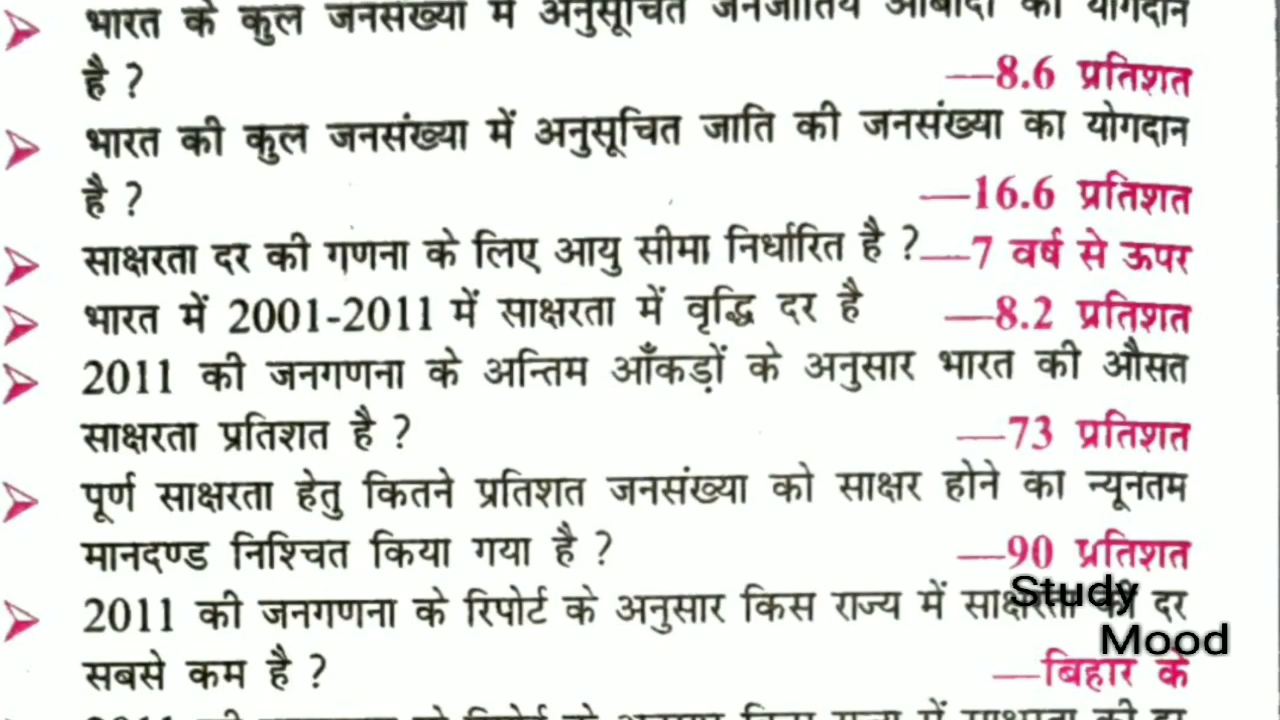 भारत के कुल जनसंख्या में अनुसूचित जनजातीय आबादी का योगदान
है ? —8.6 प्रतिशत
भारत की कुल जनसंख्या में अनुसूचित जाति की जनसंख्या का योगदान
है ? —16.6 प्रतिशत
साक्षरता दर की गणना के लिए आयु सीमा निर्धारित है ?—7 वर्ष से ऊपर
भारत में 2001-2011 में साक्षरता में वृद्धि दर है —8.2 प्रतिशत
2011 की जनगणना के अन्तिम आँकड़ों के अनुसार भारत की औसत
साक्षरता प्रतिशत है ? —73 प्रतिशत
पूर्ण साक्षरता हेतु कितने प्रतिशत जनसंख्या को साक्षर होने का न्यूनतम
मानदण्ड निश्चित किया गया है ? —90 प्रतिशत
2011 की जनगणना के रिपोर्ट के अनुसार किस राज्य में साक्षरता की दर
सबसे कम है ? —बिहार के
Study
Mood